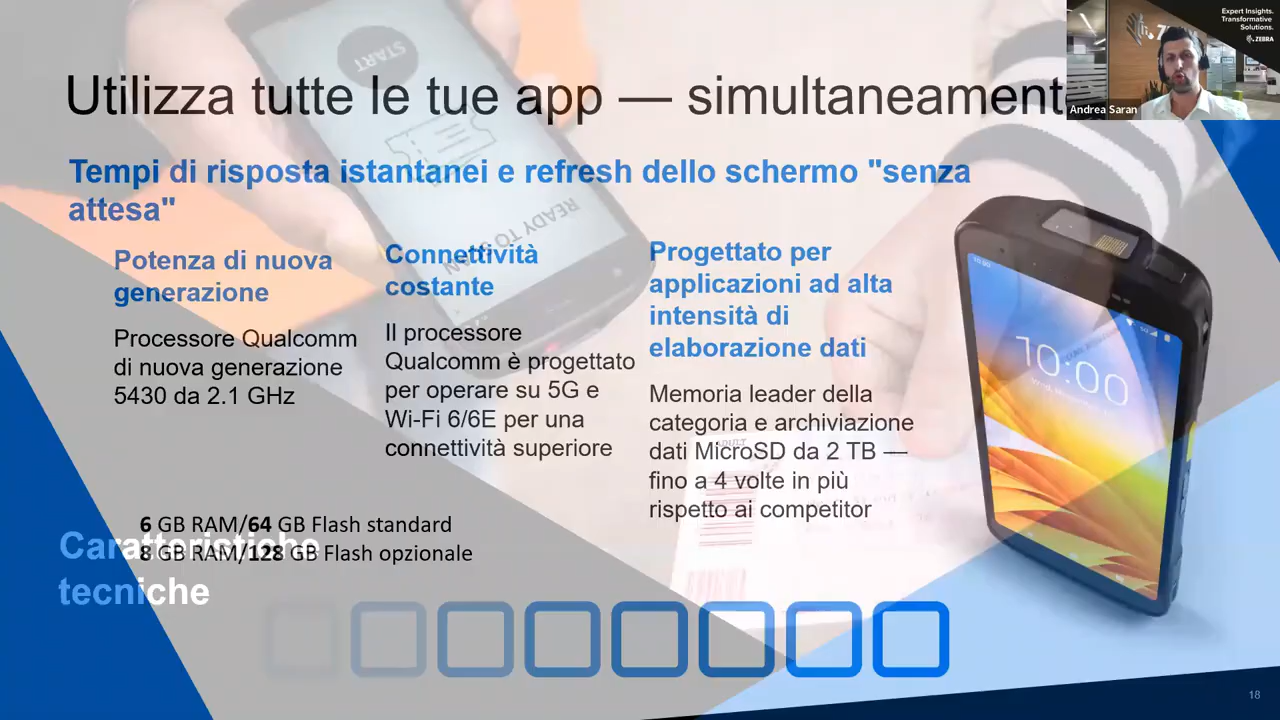 Expert Insights.
Transformative
Solutions.
ZEBRA
Andrea Saran
Utilizza tutte le tue app — simultaneament
Tempi di risposta istantanei e refresh dello schermo "senza
attesa"
Potenza di nuova
generazione
Processore Qualcomm
di nuova generazione
5430 da 2.1 GHz
Connettività
costante
Il processore
Qualcomm è progettato
per operare su 5G e
Wi-Fi 6/6E per una
connettività superiore
Progettato per
applicazioni ad alta
intensità di
elaborazione dati
Memoria leader della
categoria e archiviazione
dati MicroSD da 2 TB —
fino a 4 volte in più
rispetto ai competitor
START
READY TO SCAN
10:00
ADULT
6 GB RAM/64 GB Flash standard
8 GB RAM/128 GB Flash opzionale
Caratteristiche
tecniche
18